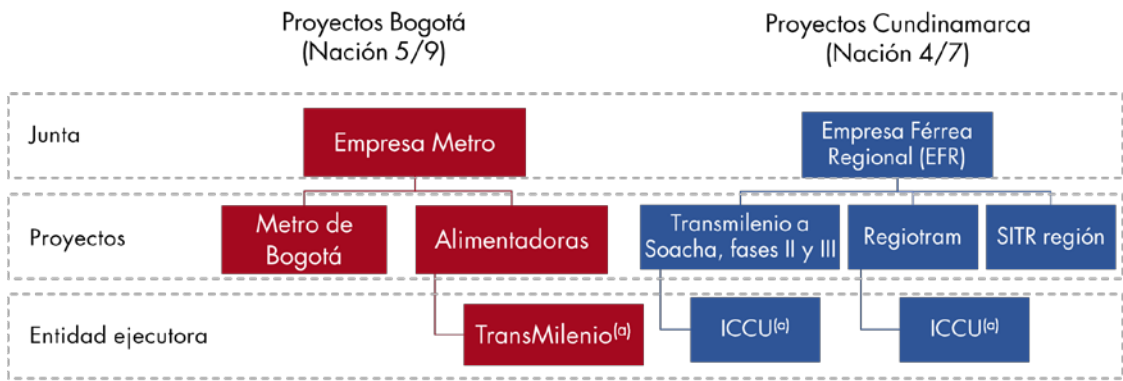 Proyectos Bogotá
(Nación 5/9)
Proyectos Cundinamarca
(Nación 4/7)
Junta
Empresa Metro
Empresa Férrea
Regional (EFR)
Proyectos
Metro de
Bogotá
Alimentadoras
Transmilenio a
Soacha, fases II y III
Regiotram
SITR región
Entidad ejecutora
TransMilenio(a)
ICCU(a)
ICCU(a)